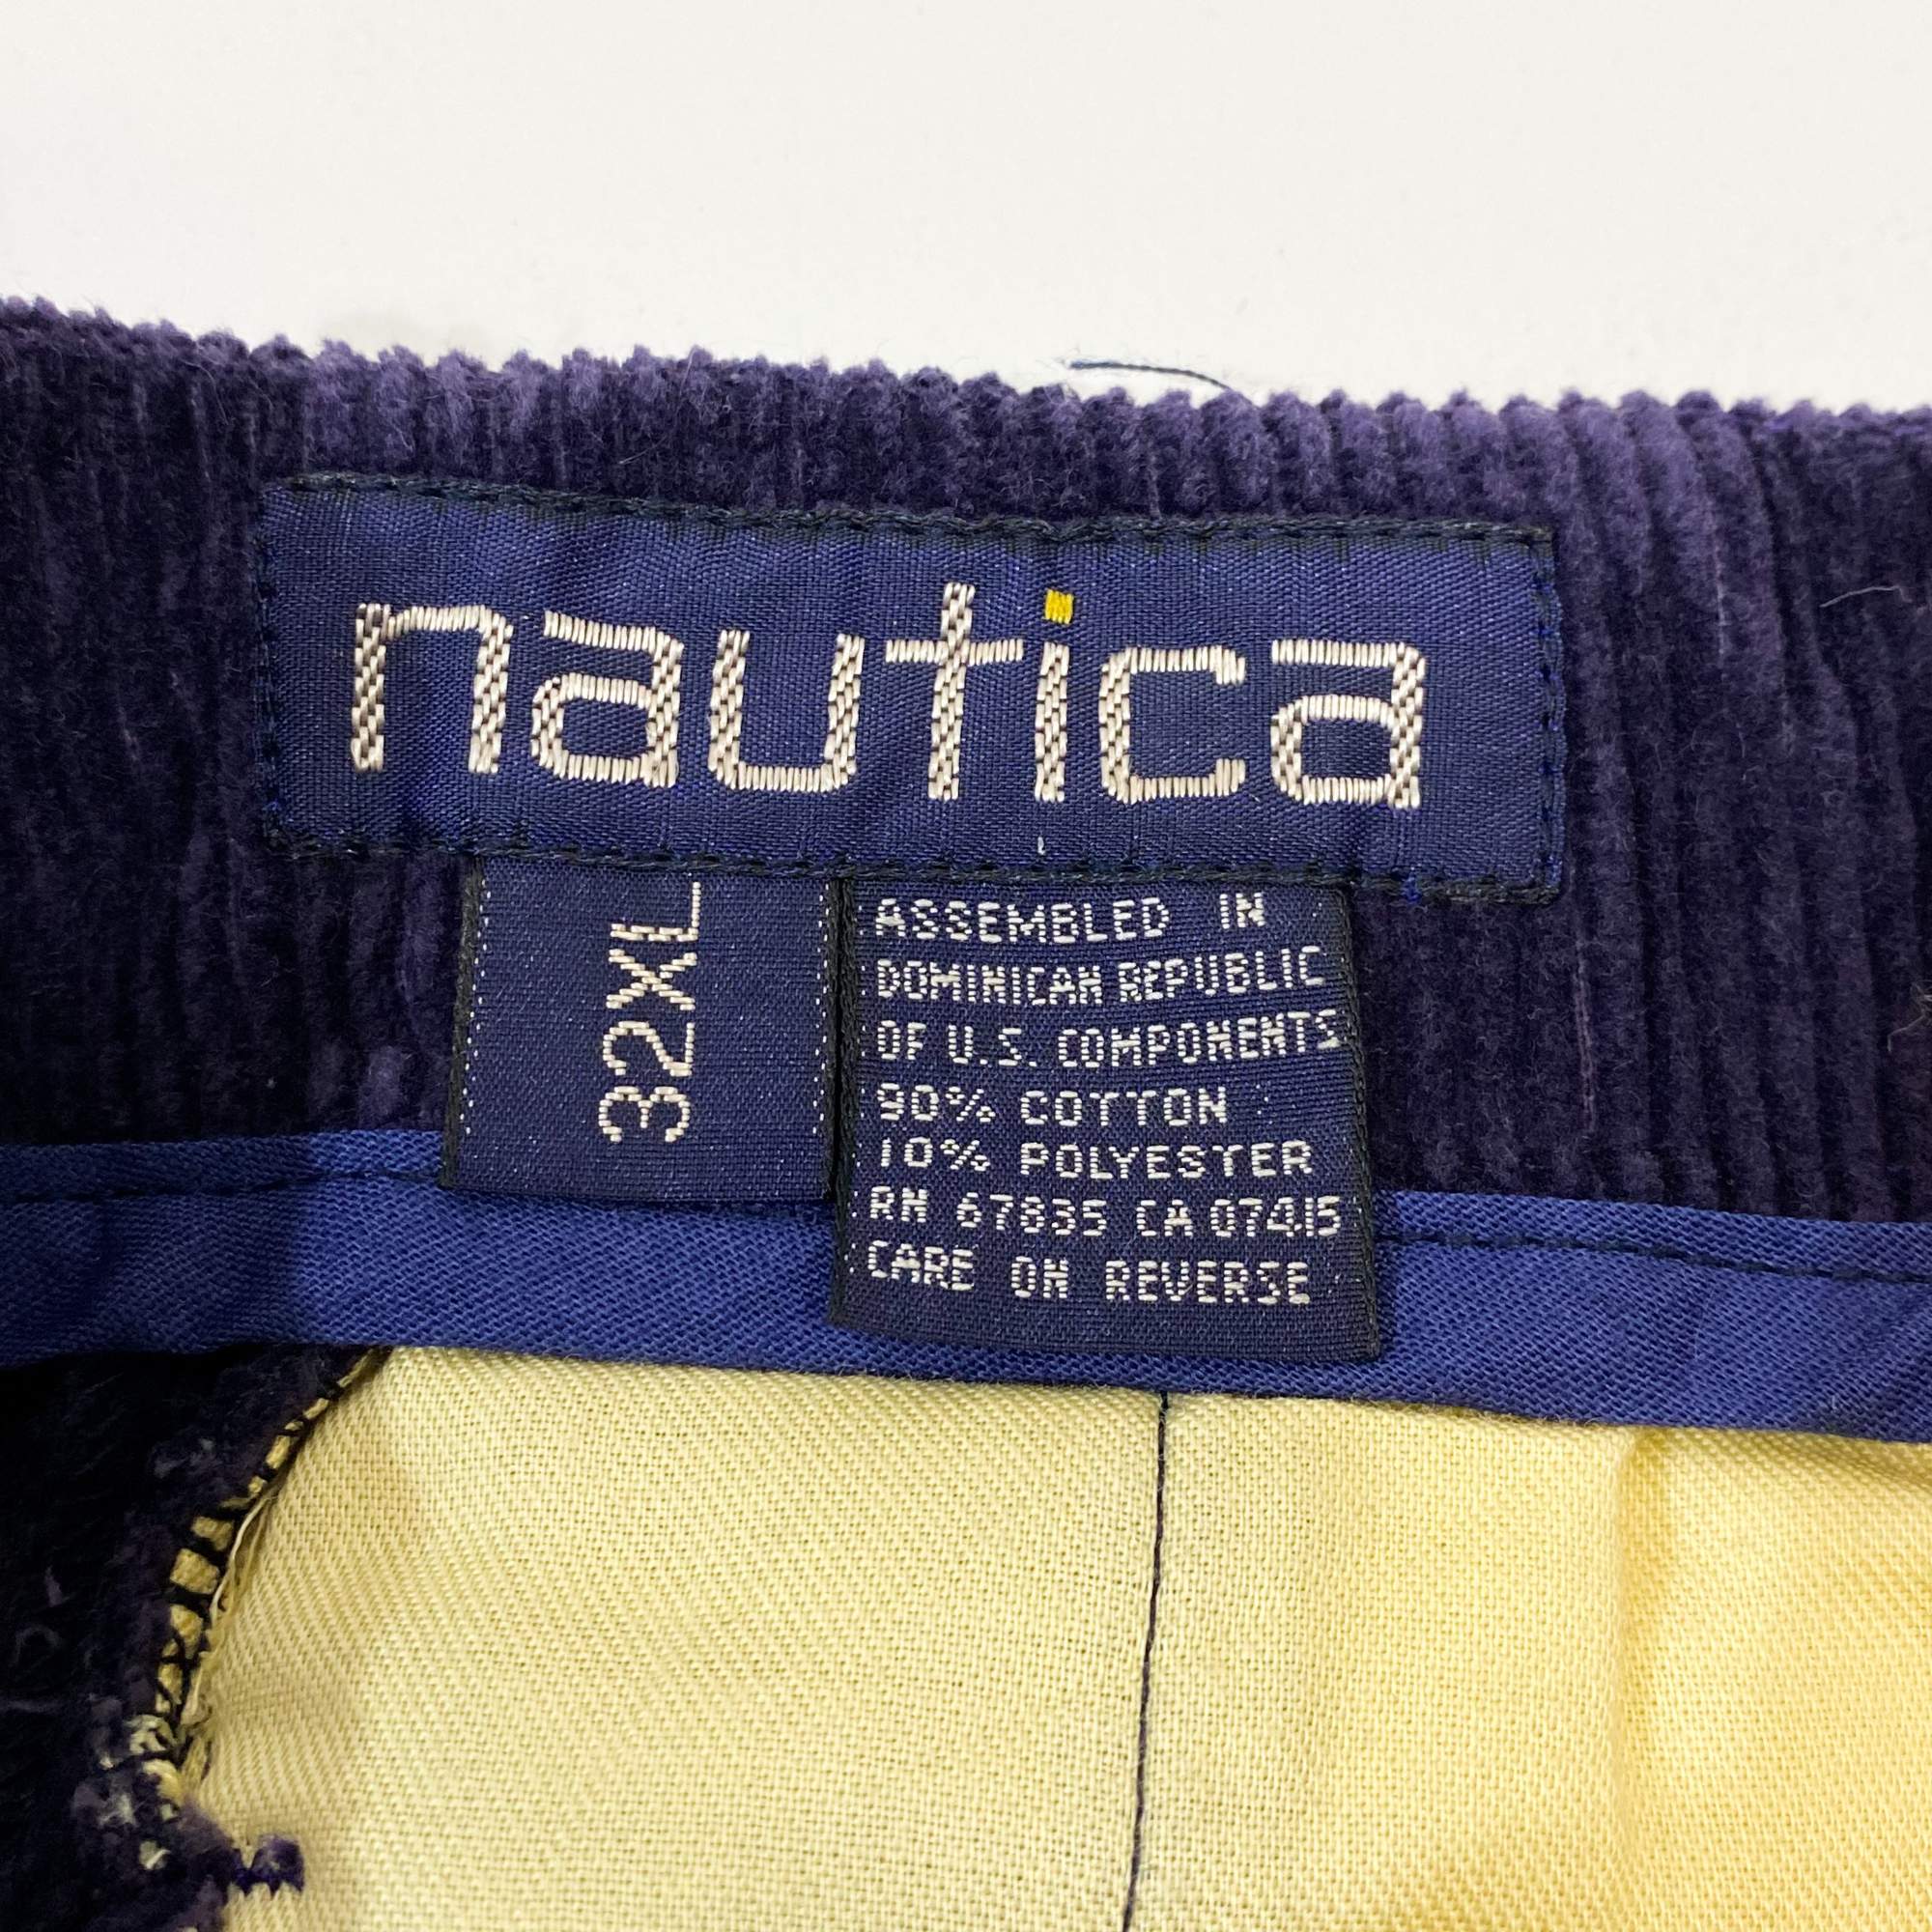 nautica
32XL
ASSEMBLED IN
DOMINICAN REPUBLIC
OF U.S. COMPONENTS
90% COTTON
10% POLYESTER
RN 67835 CA 07415
CARE ON REVERSE